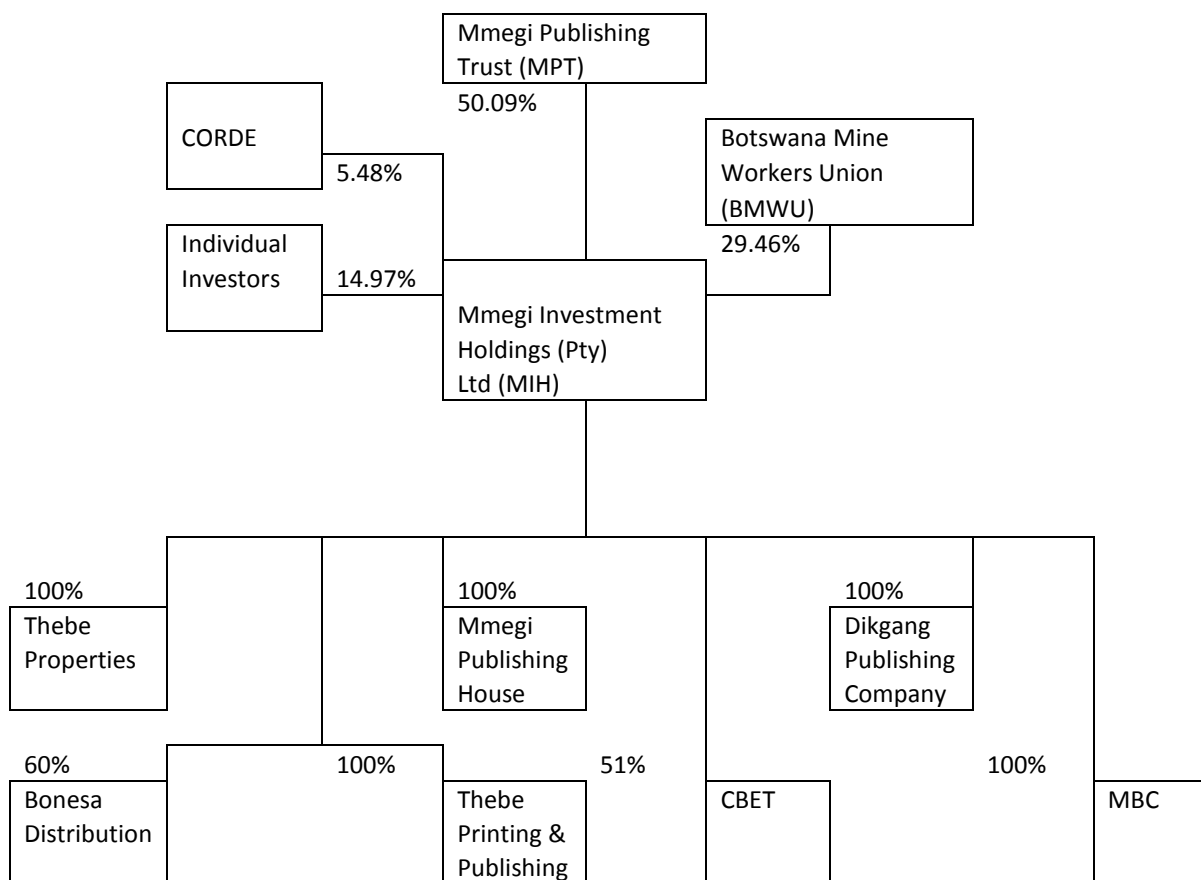 Mmegi Publishing
Trust (MPT)
50.09%
CORDE
5.48%
Botswana Mine
Workers Union
(BMWU)
29.46%
Individual
Investors
14.97%
Mmegi Investment
Holdings (Pty)
Ltd (MIH)
100%
Thebe
Properties
100%
Mmegi
Publishing
House
100%
Dikgang
Publishing
Company
60%
Bonesa
Distribution
100%
Thebe
Printing &
Publishing
51%
CBET
100%
MBC